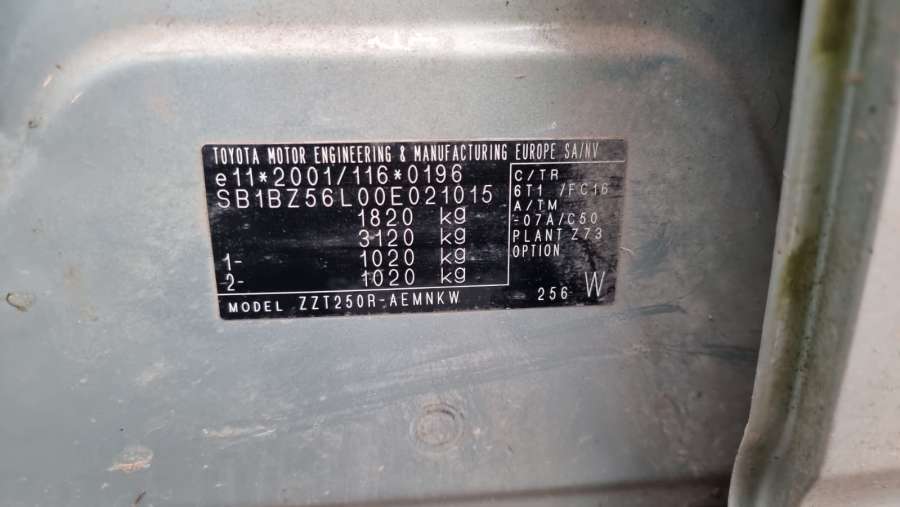 TOYOTA MOTOR ENGINEERING & MANUFACTURING EUROPE SA/NV
e11*2001/116*0196
SB1BZ56L00E021015
1820 kg
3120 kg
1- 1020 kg
2- 1020 kg
C/TR
6T1 /FC16
A/TM
-07A/C50
PLANT Z73
OPTION
MODEL ZZT250R-AEMNKW
256 W